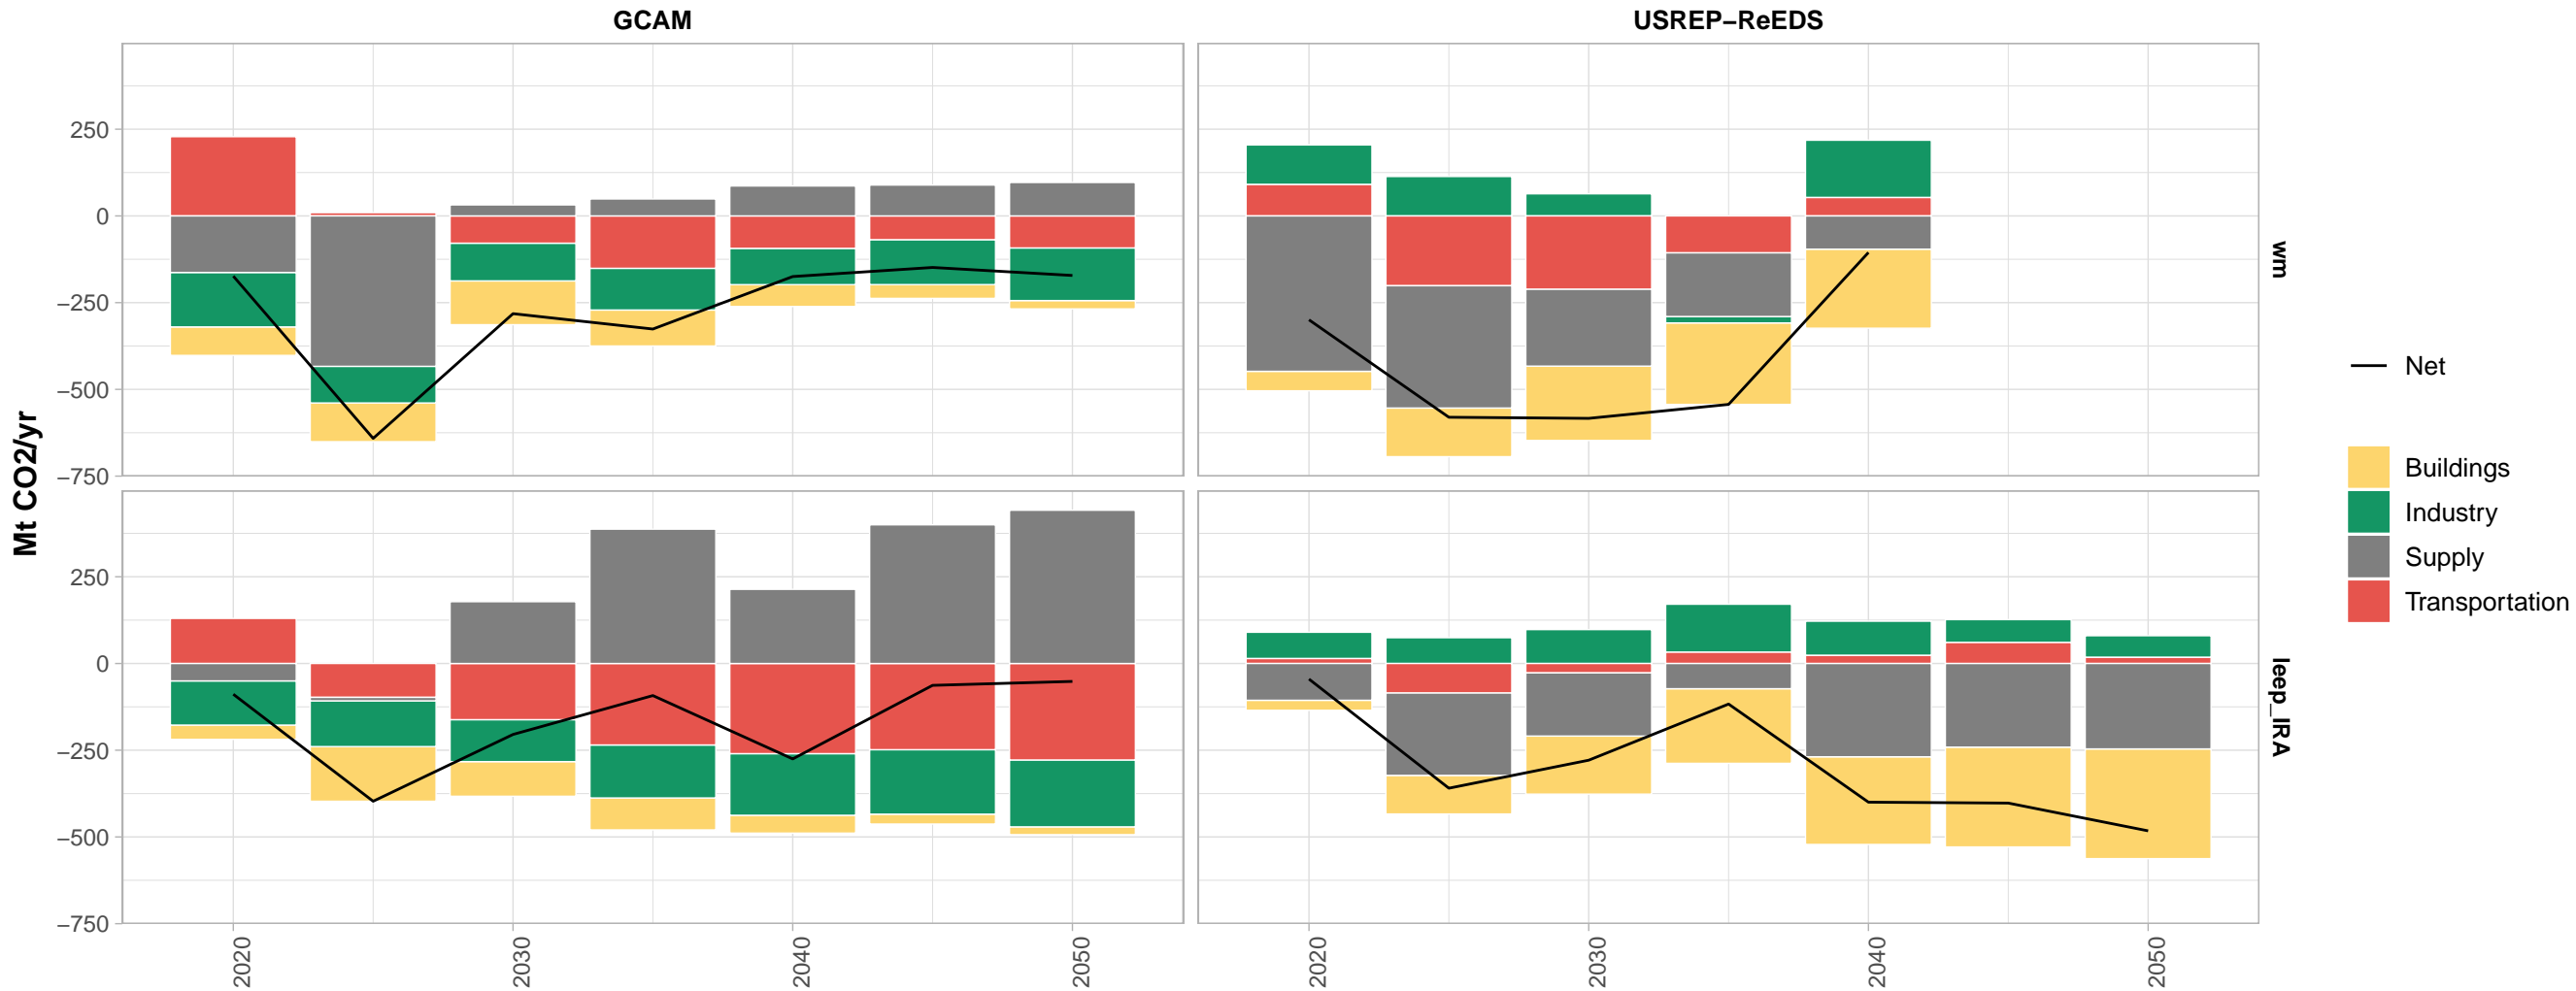 GCAM
USREP−ReEDS
Mt CO2/yr
250
0
−250
−500
−750
wm
250
0
−250
−500
−750
leep_IRA
2020
2030
2040
2050
2020
2030
2040
2050
Net
Buildings
Industry
Supply
Transportation